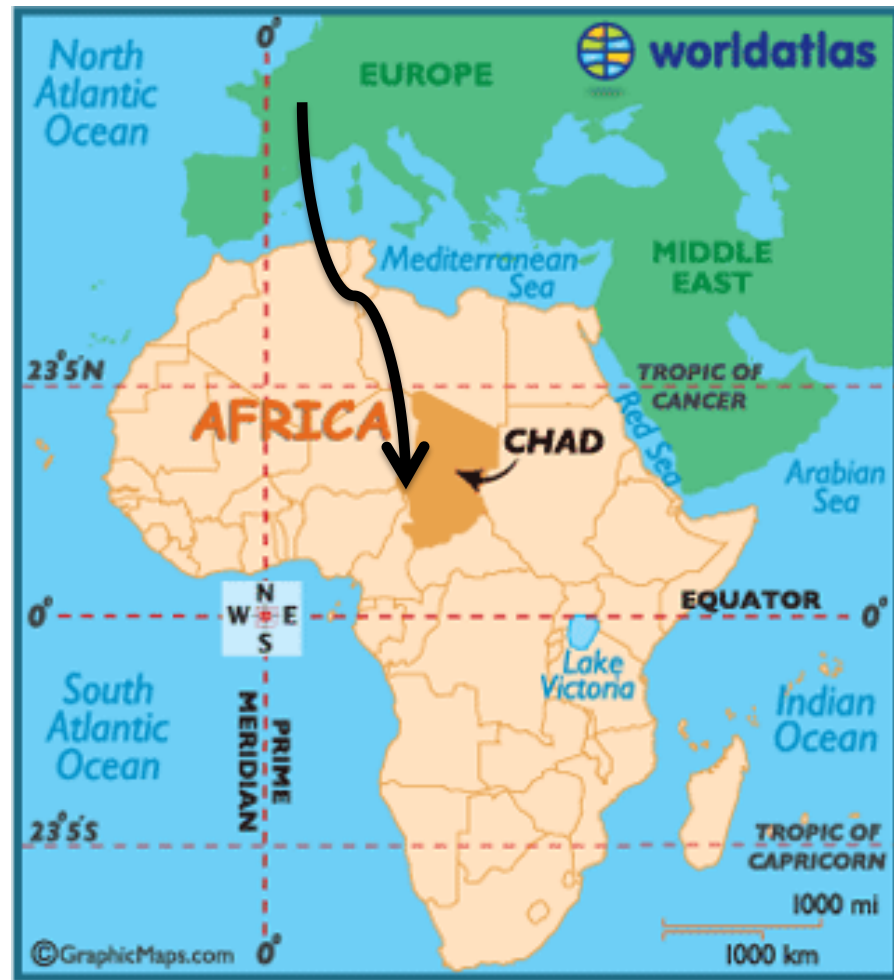 0°
worldatlas
North
Atlantic
Ocean
EUROPE
Mediterranean
Sea
MIDDLE
EAST
23°5'N
TROPIC OF
CANCER
AFRICA
CHAD
Red Sea
Arabian
Sea
N
W E
S
0°
EQUATOR
0°
Lake
Victoria
South
Atlantic
Ocean
PRIME
MERIDIAN
Indian
Ocean
23°5'S
TROPIC OF
CAPRICORN
1000 mi
1000 km
©GraphicMaps.com
0°